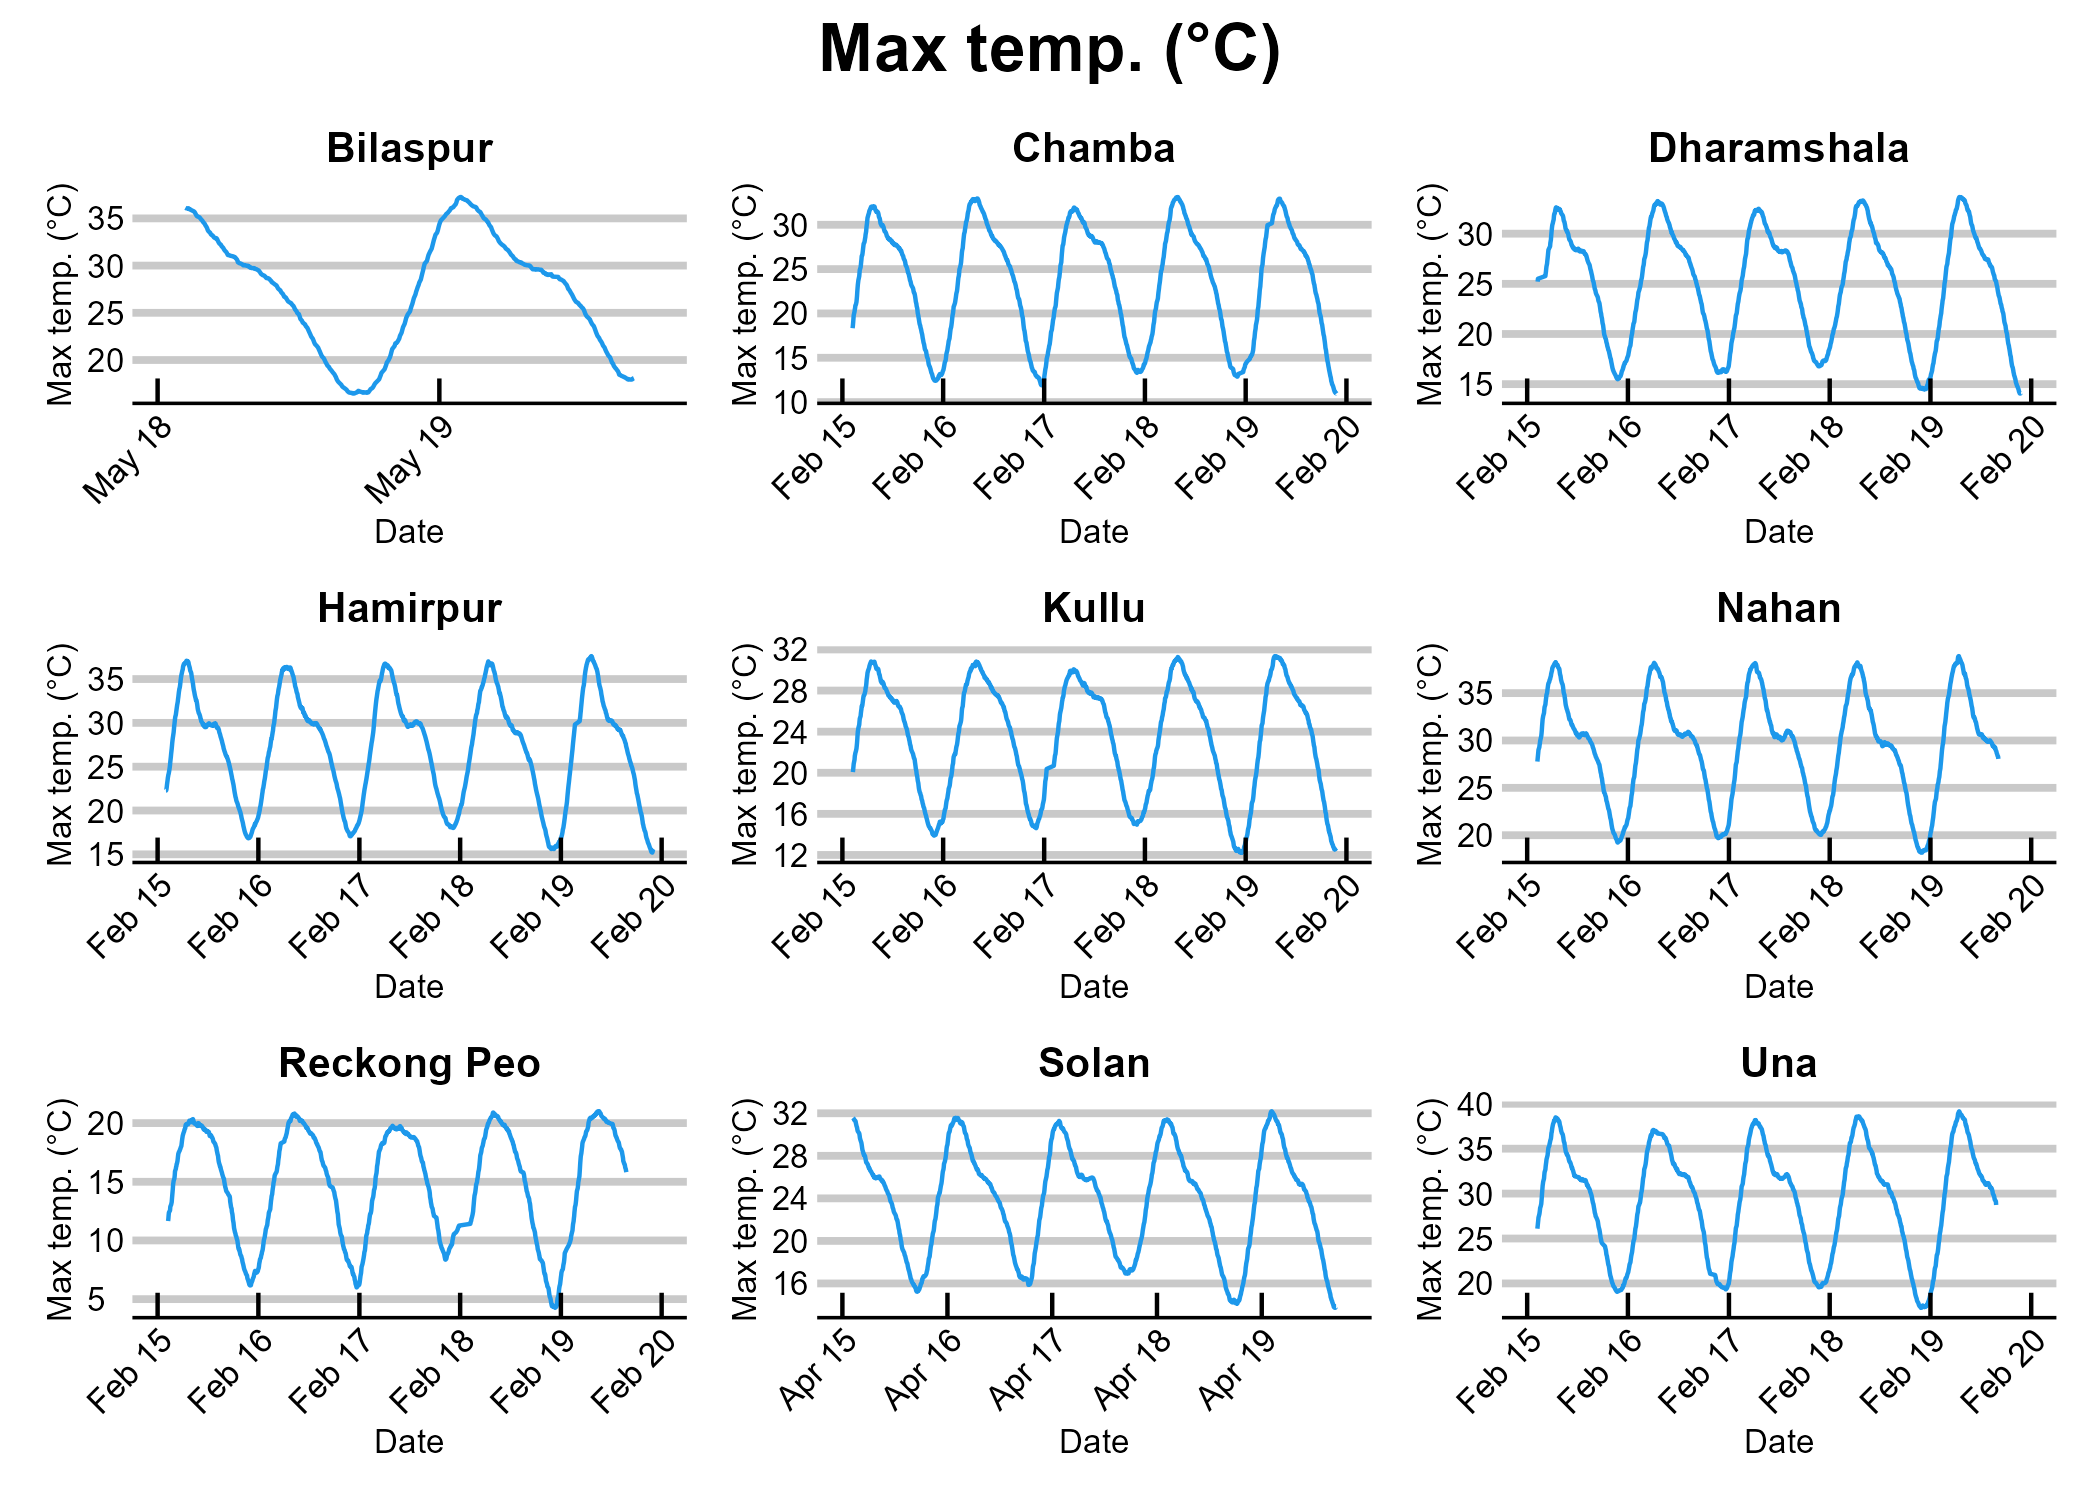 Max temp. (°C)
Bilaspur
Max temp. (°C)
35
30
25
20
May 18
May 19
Date
Chamba
Max temp. (°C)
30
25
20
15
10
Feb 15
Feb 16
Feb 17
Feb 18
Feb 19
Feb 20
Date
Dharamshala
Max temp. (°C)
30
25
20
15
Feb 15
Feb 16
Feb 17
Feb 18
Feb 19
Feb 20
Date
Hamirpur
Max temp. (°C)
35
30
25
20
15
Feb 15
Feb 16
Feb 17
Feb 18
Feb 19
Feb 20
Date
Kullu
Max temp. (°C)
32
28
24
20
16
12
Feb 15
Feb 16
Feb 17
Feb 18
Feb 19
Feb 20
Date
Nahan
Max temp. (°C)
35
30
25
20
Feb 15
Feb 16
Feb 17
Feb 18
Feb 19
Feb 20
Date
Reckong Peo
Max temp. (°C)
20
15
10
5
Feb 15
Feb 16
Feb 17
Feb 18
Feb 19
Feb 20
Date
Solan
Max temp. (°C)
32
28
24
20
16
Apr 15
Apr 16
Apr 17
Apr 18
Apr 19
Date
Una
Max temp. (°C)
40
35
30
25
20
Feb 15
Feb 16
Feb 17
Feb 18
Feb 19
Feb 20
Date